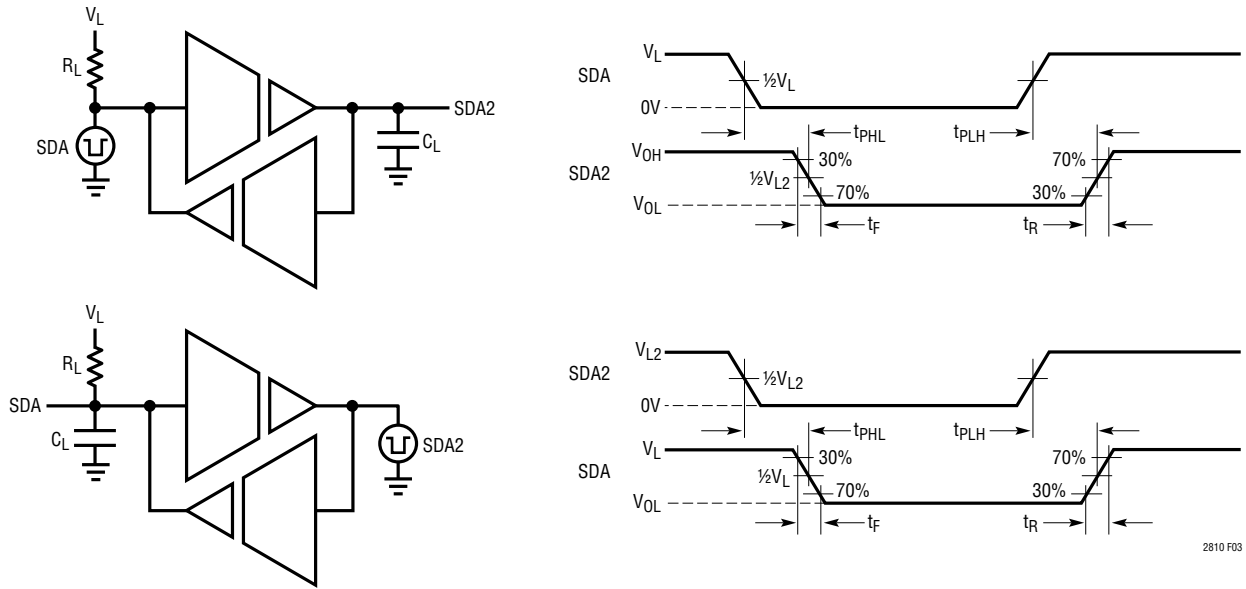 VL
RL
SDA
SDA2
CL
SDA
VL
½VL
0V
tPHL
tPLH
SDA2
VOH
30%
70%
½VL2
70%
30%
VOL
tF
tR
VL
RL
SDA
CL
SDA2
SDA2
VL2
½VL2
0V
tPHL
tPLH
SDA
VL
30%
70%
½VL
70%
30%
VOL
tF
tR
2810 F03